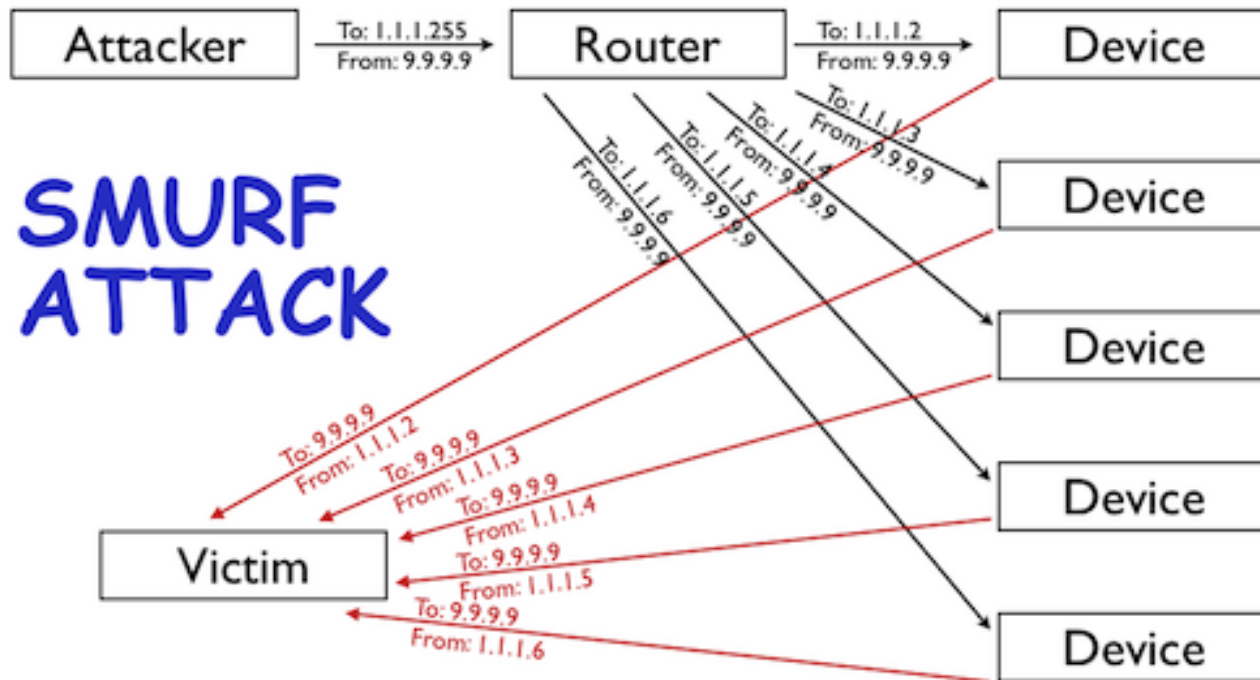 Attacker
To: 1.1.1.255
From: 9.9.9.9
Router
To: 1.1.1.2
From: 9.9.9.9
Device
To: 1.1.1.3
From: 9.9.9.9
Device
To: 1.1.1.4
From: 9.9.9.9
Device
To: 1.1.1.5
From: 9.9.9.9
Device
To: 1.1.1.6
From: 9.9.9.9
Device
SMURF
ATTACK
To: 9.9.9.9
From: 1.1.1.2
To: 9.9.9.9
From: 1.1.1.3
To: 9.9.9.9
From: 1.1.1.4
To: 9.9.9.9
From: 1.1.1.5
To: 9.9.9.9
From: 1.1.1.6
Victim